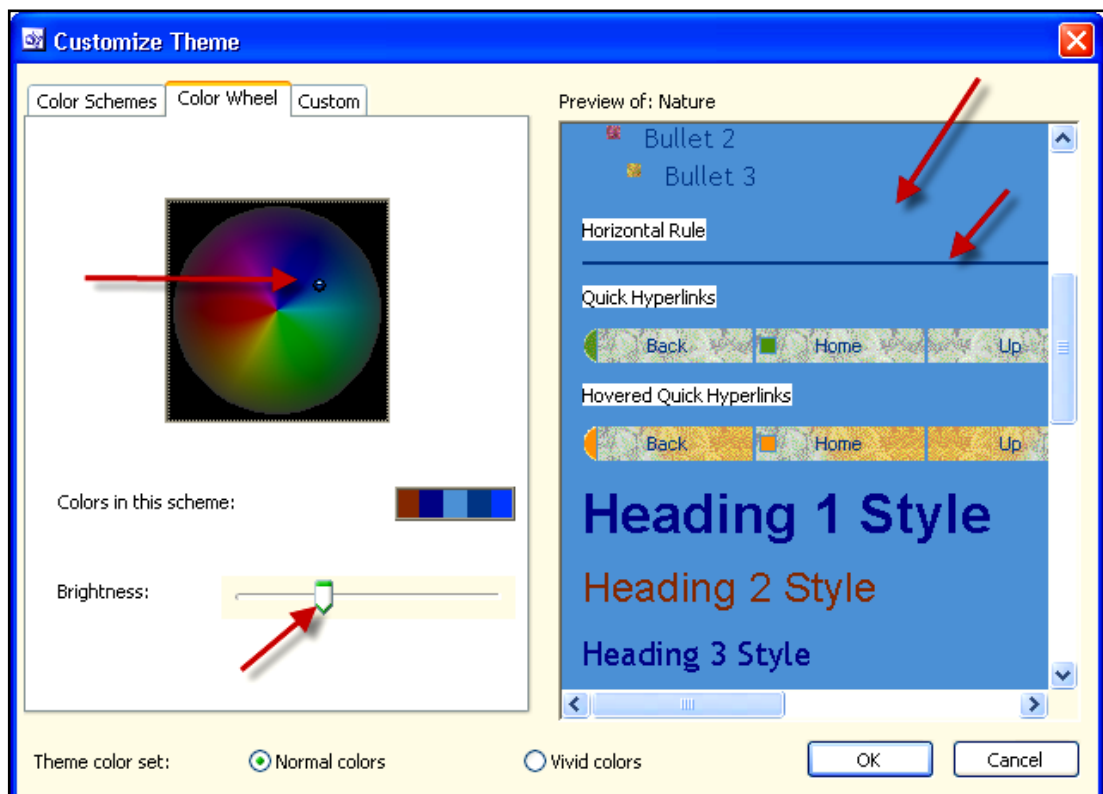 Customize Theme
Color Schemes
Color Wheel
Custom
Colors in this scheme:
Brightness:
Preview of: Nature
Bullet 2
Bullet 3
Horizontal Rule
Quick Hyperlinks
Back Home Up
Hovered Quick Hyperlinks
Back Home Up
Heading 1 Style
Heading 2 Style
Heading 3 Style
Theme color set:
Normal colors
Vivid colors
OK
Cancel